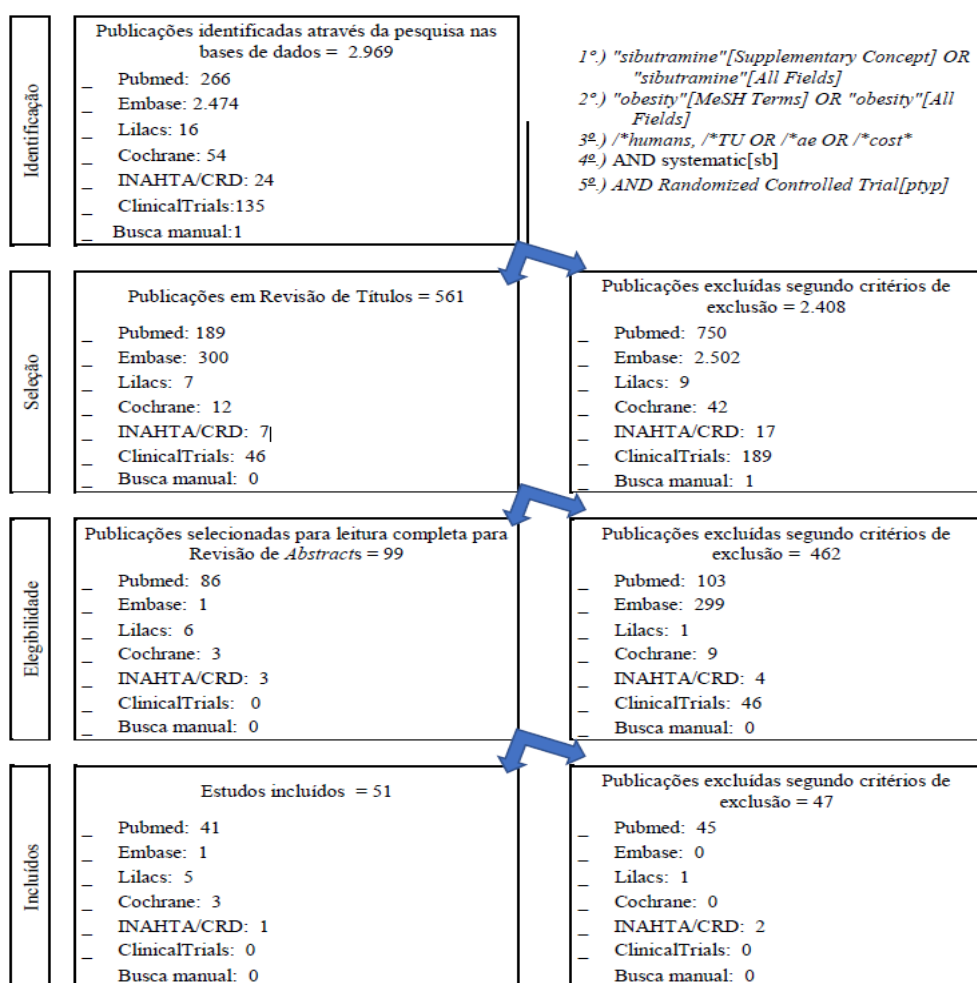 Identificação
Publicações identificadas através da pesquisa nas
bases de dados = 2.969
_ Pubmed: 266
_ Embase: 2.474
_ Lilacs: 16
_ Cochrane: 54
_ INAHTA/CRD: 24
_ ClinicalTrials:135
_ Busca manual:1
1º.) "sibutramine"[Supplementary Concept] OR
"sibutramine"[All Fields]
2º.) "obesity"[MeSH Terms] OR "obesity"[All
Fields]
3º.) /*humans, /*TU OR /*ae OR /*cost*
4º.) AND systematic[sb]
5º.) AND Randomized Controlled Trial[ptyp]
Seleção
Publicações em Revisão de Títulos = 561
_ Pubmed: 189
_ Embase: 300
_ Lilacs: 7
_ Cochrane: 12
_ INAHTA/CRD: 7
_ ClinicalTrials: 46
_ Busca manual: 0
Publicações excluídas segundo critérios de
exclusão = 2.408
_ Pubmed: 750
_ Embase: 2.502
_ Lilacs: 9
_ Cochrane: 42
_ INAHTA/CRD: 17
_ ClinicalTrials: 189
_ Busca manual: 1
Elegibilidade
Publicações selecionadas para leitura completa para
Revisão de Abstracts = 99
_ Pubmed: 86
_ Embase: 1
_ Lilacs: 6
_ Cochrane: 3
_ INAHTA/CRD: 3
_ ClinicalTrials: 0
_ Busca manual: 0
Publicações excluídas segundo critérios de
exclusão = 462
_ Pubmed: 103
_ Embase: 299
_ Lilacs: 1
_ Cochrane: 9
_ INAHTA/CRD: 4
_ ClinicalTrials: 46
_ Busca manual: 0
Incluídos
Estudos incluídos = 51
_ Pubmed: 41
_ Embase: 1
_ Lilacs: 5
_ Cochrane: 3
_ INAHTA/CRD: 1
_ ClinicalTrials: 0
Busca manual: 0
Publicações excluídas segundo critérios de
exclusão = 47
_ Pubmed: 45
_ Embase: 0
_ Lilacs: 1
_ Cochrane: 0
_ INAHTA/CRD: 2
_ ClinicalTrials: 0
Busca manual: 0